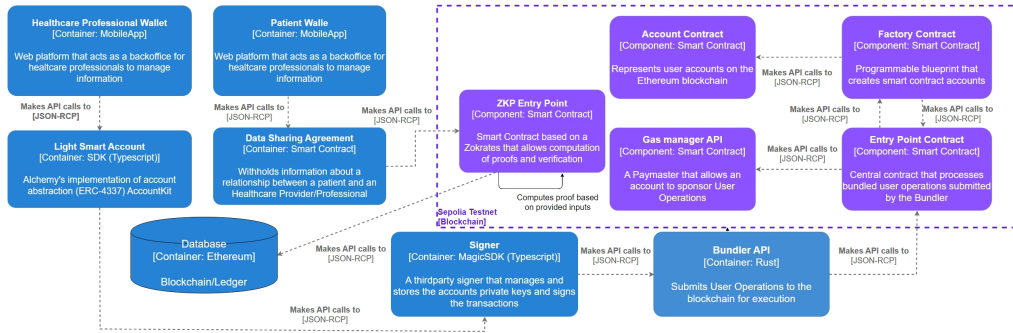 Healthcare Professional Wallet
[Container: MobileApp]
Web platform that acts as a backoffice for
healtcare professionals to manage
information
Patient Walle
[Container: MobileApp]
Web platform that acts as a backoffice for
healthcare professionals to manage
information
Account Contract
[Component: Smart Contract]
Represents user accounts on the
Ethereum blockchain
Factory Contract
[Component: Smart Contract]
Programmable blueprint that
creates smart contract accounts
Makes API calls to
[JSON-RCP]
Makes API calls to
[JSON-RCP]
Makes API calls to
[JSON-RCP]
Makes API calls to
[JSON-RCP]
Makes API calls to
[JSON-RCP]
Makes API calls to
[JSON-RCP]
Light Smart Account
[Container: SDK (Typescript)]
Alchemy's implementation of account
abstraction (ERC-4337) AccountKit
Data Sharing Agreement
[Container: Smart Contract]
Withholds information about a
relationship between a patient and an
Healthcare Provider/Professional
ZKP Entry Point
[Component: Smart Contract]
Smart Contract based on a
Zokrates that allows computation
of proofs and verification
Computes proof based
on provided inputs
Gas manager API
[Component: Smart Contract]
A Paymaster that allows an
account to sponsor User
Operations
Makes API calls to
[JSON-RCP]
Entry Point Contract
[Component: Smart Contract]
Central contract that processes
bundled user operations submitted
by the Bundler
Sepolia Testnet
[Blockchain]
Database
[Container: Ethereum]
Blockchain/Ledger
Makes API calls to
[JSON-RCP]
Makes API calls to
[JSON-RCP]
Signer
[Container: MagicSDK (Typescript)]
A thirdparty signer that manages and
stores the accounts private keys and signs
the transactions
Makes API calls to
[JSON-RCP]
Bundler API
[Container: Rust]
Submits User Operations to the
blockchain for execution
Makes API calls to
[JSON-RCP]